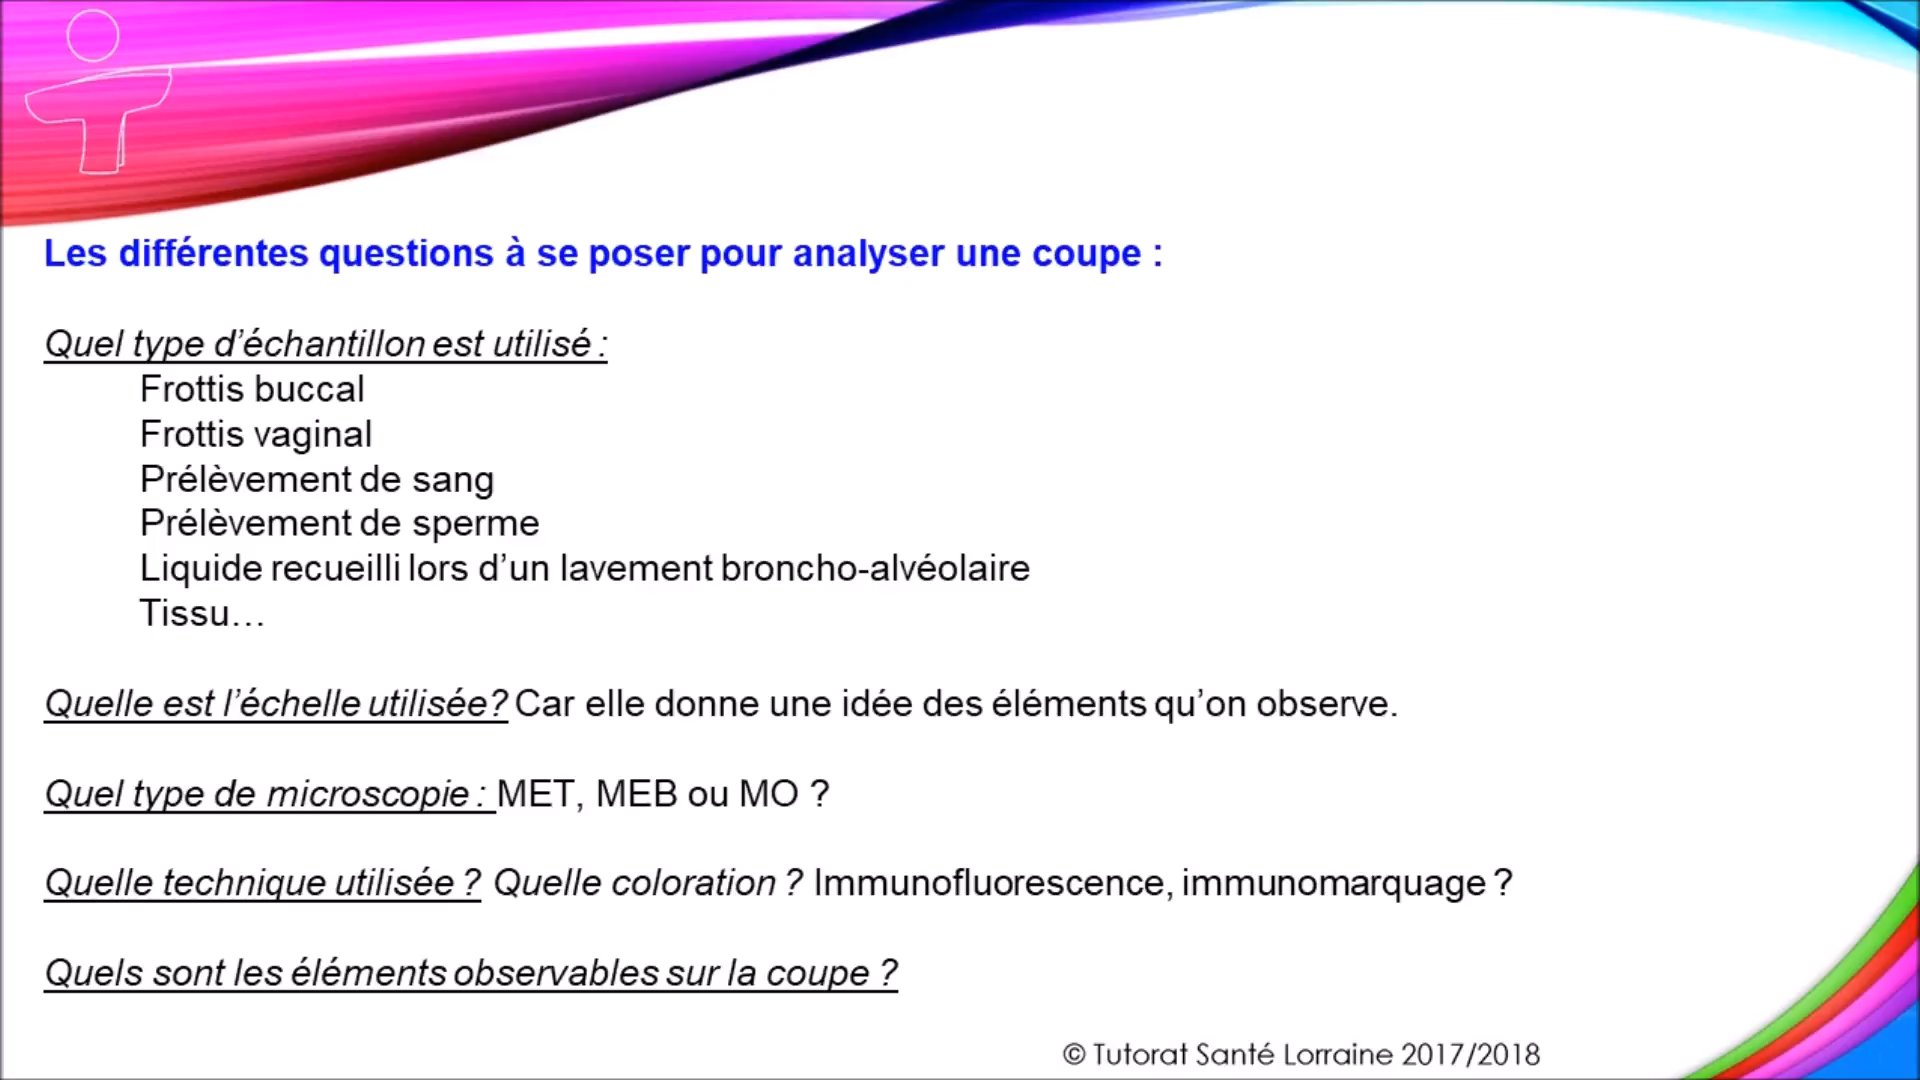 Les différentes questions à se poser pour analyser une coupe :
Quel type d’échantillon est utilisé :
Frottis buccal
Frottis vaginal
Prélèvement de sang
Prélèvement de sperme
Liquide recueilli lors d’un lavement broncho-alvéolaire
Tissu…
Quelle est l’échelle utilisée? Car elle donne une idée des éléments qu’on observe.
Quel type de microscopie : MET, MEB ou MO ?
Quelle technique utilisée ? Quelle coloration ? Immunofluorescence, immunomarquage ?
Quels sont les éléments observables sur la coupe ?
© Tutorat Santé Lorraine 2017/2018